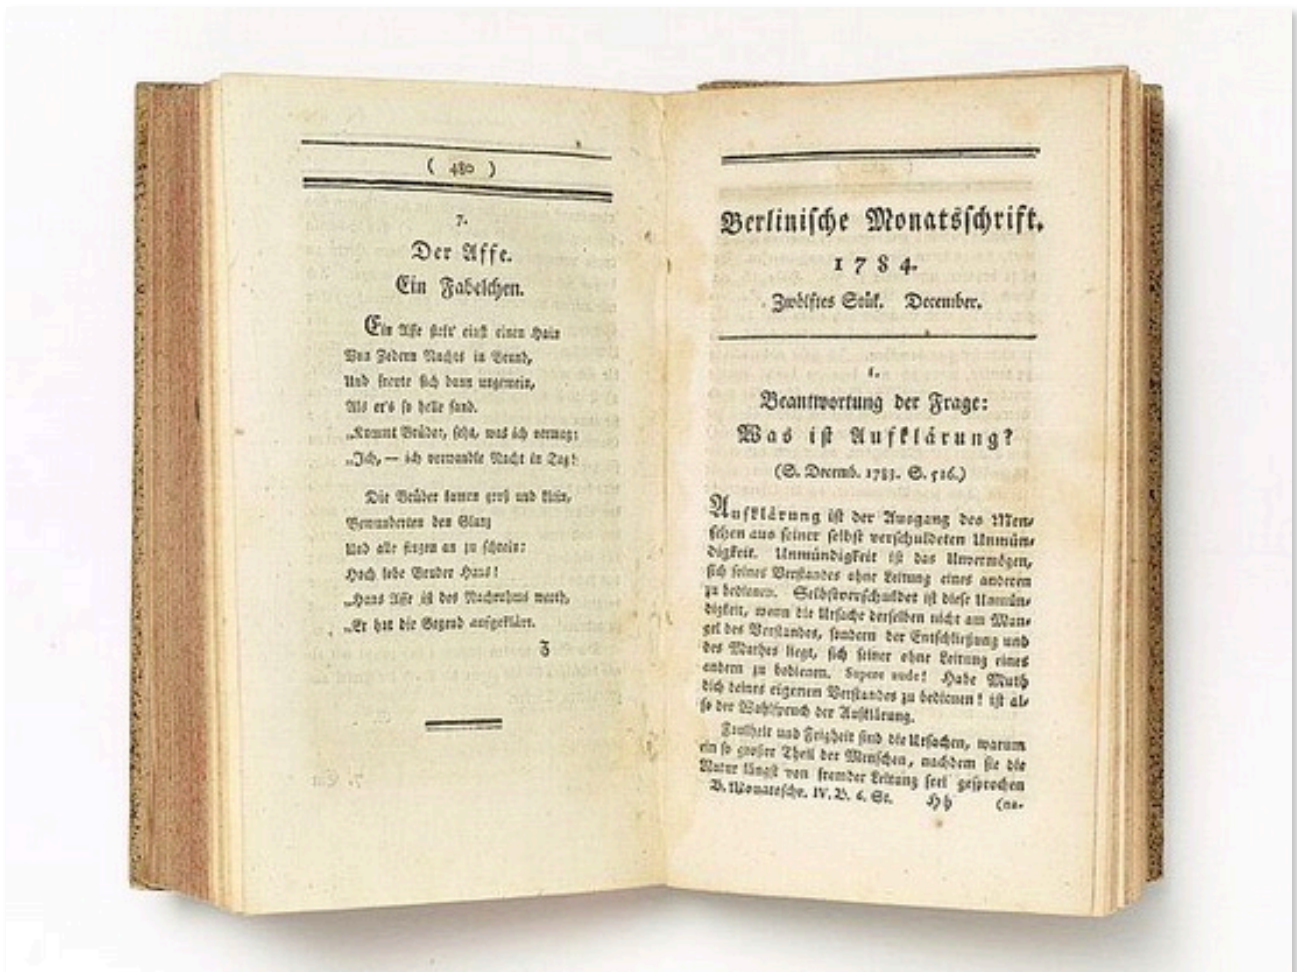 ( 480 )
7.
Der Affe.
Ein Fabelchen.
Ein Affe stekt' einst einen Hain
Von Zedern Nachts in Brand,
Und freute sich dann ungemein,
Als er's so helle fand.
„Kommt Brüder, seht, was ich vermag;
„Ich, — ich verwandle Nacht in Tag!
Die Brüder kamen groß und klein,
Bewunderten den Glanz
Und alle fingen an zu schrein:
Hoch lebe Bruder Hans!
„Hans Affe ist des Nachruhms werth,
„Er hat die Gegend aufgeklärt.
Z
Berlinische Monatsschrift.
1784.
Zwölftes Stük. December.
1.
Beantwortung der Frage:
Was ist Aufklärung?
(S. Decemb. 1783. S. 516.)
Aufklärung ist der Ausgang des Men-
schen aus seiner selbst verschuldeten Unmün-
digkeit. Unmündigkeit ist das Unvermögen,
sich seines Verstandes ohne Leitung eines anderen
zu bedienen. Selbstverschuldet ist diese Unmün-
digkeit, wenn die Ursache derselben nicht am Man-
gel des Verstandes, sondern der Entschließung und
des Muthes liegt, sich seiner ohne Leitung eines
andern zu bedienen. Sapere aude! Habe Muth
dich deines eigenen Verstandes zu bedienen! ist al-
so der Wahlspruch der Aufklärung.
Faulheit und Feigheit sind die Ursachen, warum
ein so großer Theil der Menschen, nachdem sie die
Natur längst von fremder Leitung frei gesprochen
B. Monatsschr. IV. B. 6. St. Hh (na-